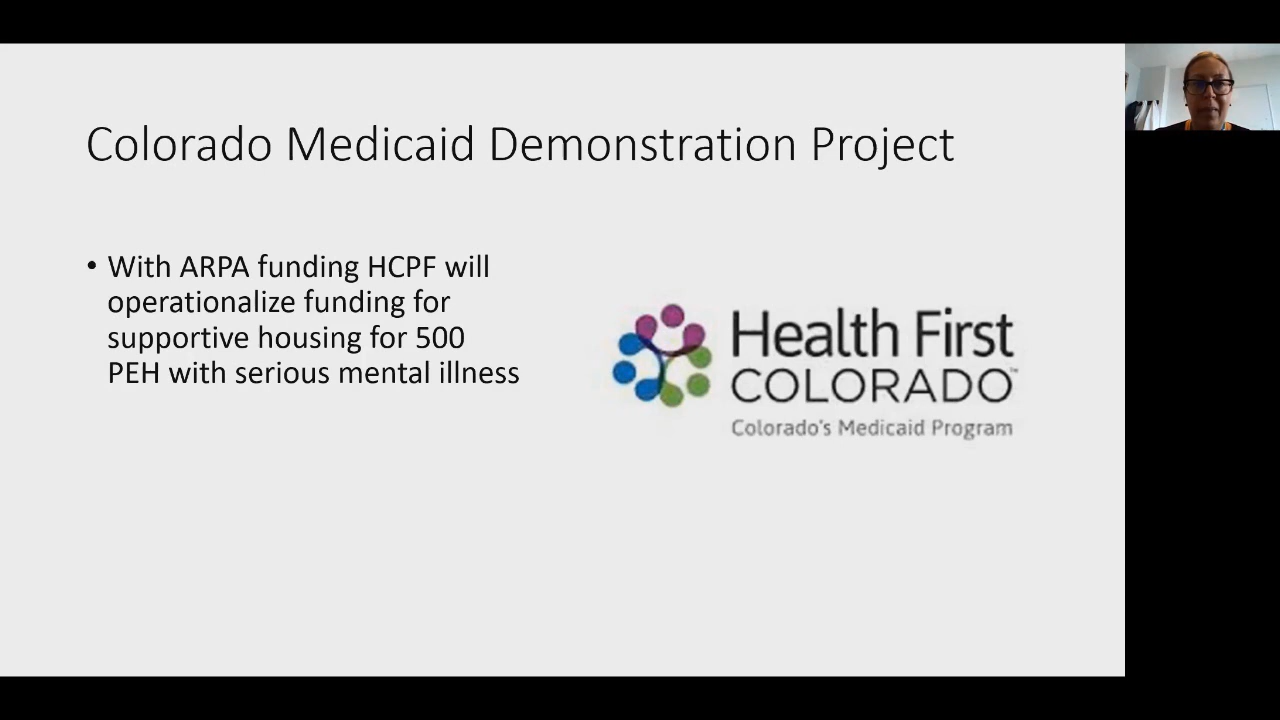 Colorado Medicaid Demonstration Project
• With ARPA funding HCPF will
operationalize funding for
supportive housing for 500
PEH with serious mental illness
Health First
COLORADO™
Colorado's Medicaid Program